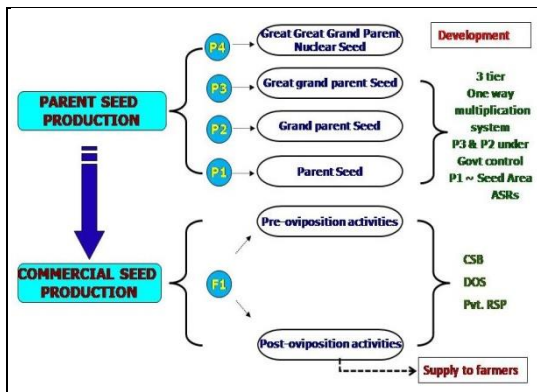 P4
Great Great Grand Parent
Nuclear Seed
Development
PARENT SEED
PRODUCTION
P3
Great grand parent Seed
P2
Grand parent Seed
P1
Parent Seed
3 tier
One way
multiplication
system
P3 & P2 under
Govt control
P1 ~ Seed Area
ASRs
COMMERCIAL SEED
PRODUCTION
F1
Pre-oviposition activities
Post-oviposition activities
CSB
DOS
Pvt. RSP
Supply to farmers